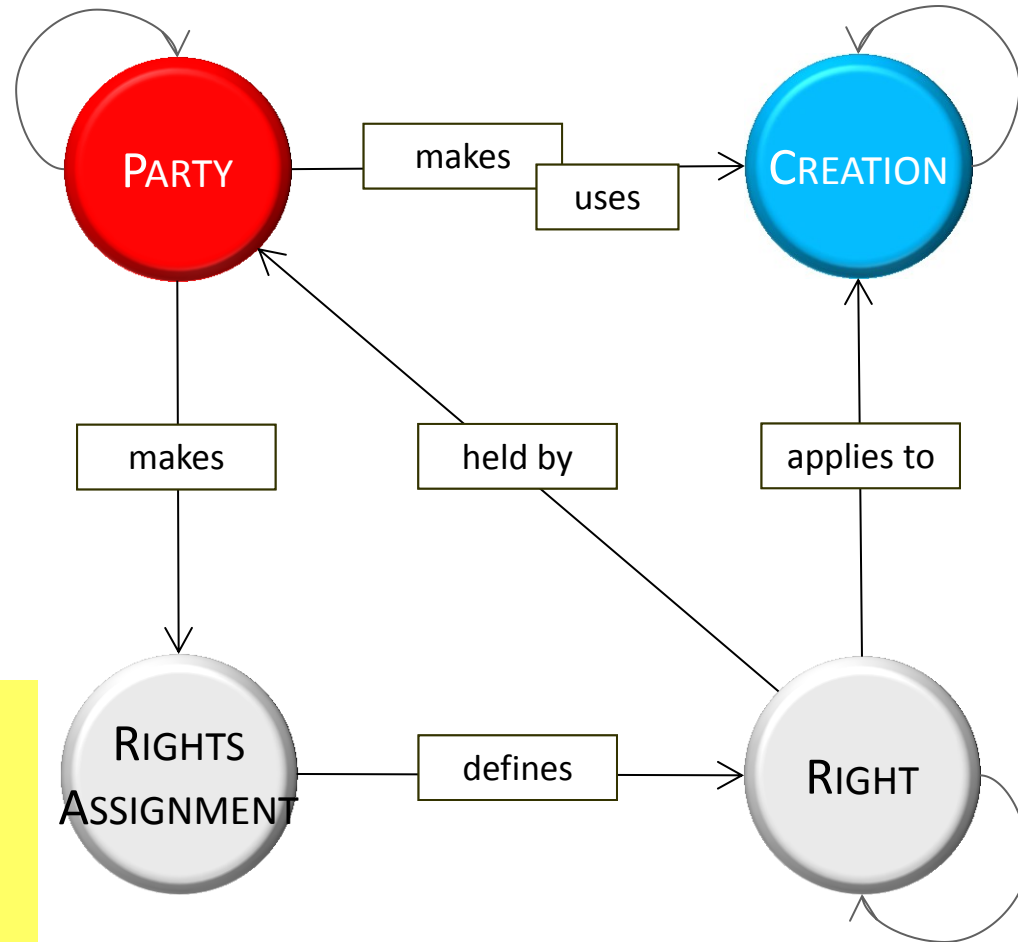 PARTY
makes
uses
CREATION
makes
held by
applies to
RIGHTS
ASSIGNMENT
defines
RIGHT